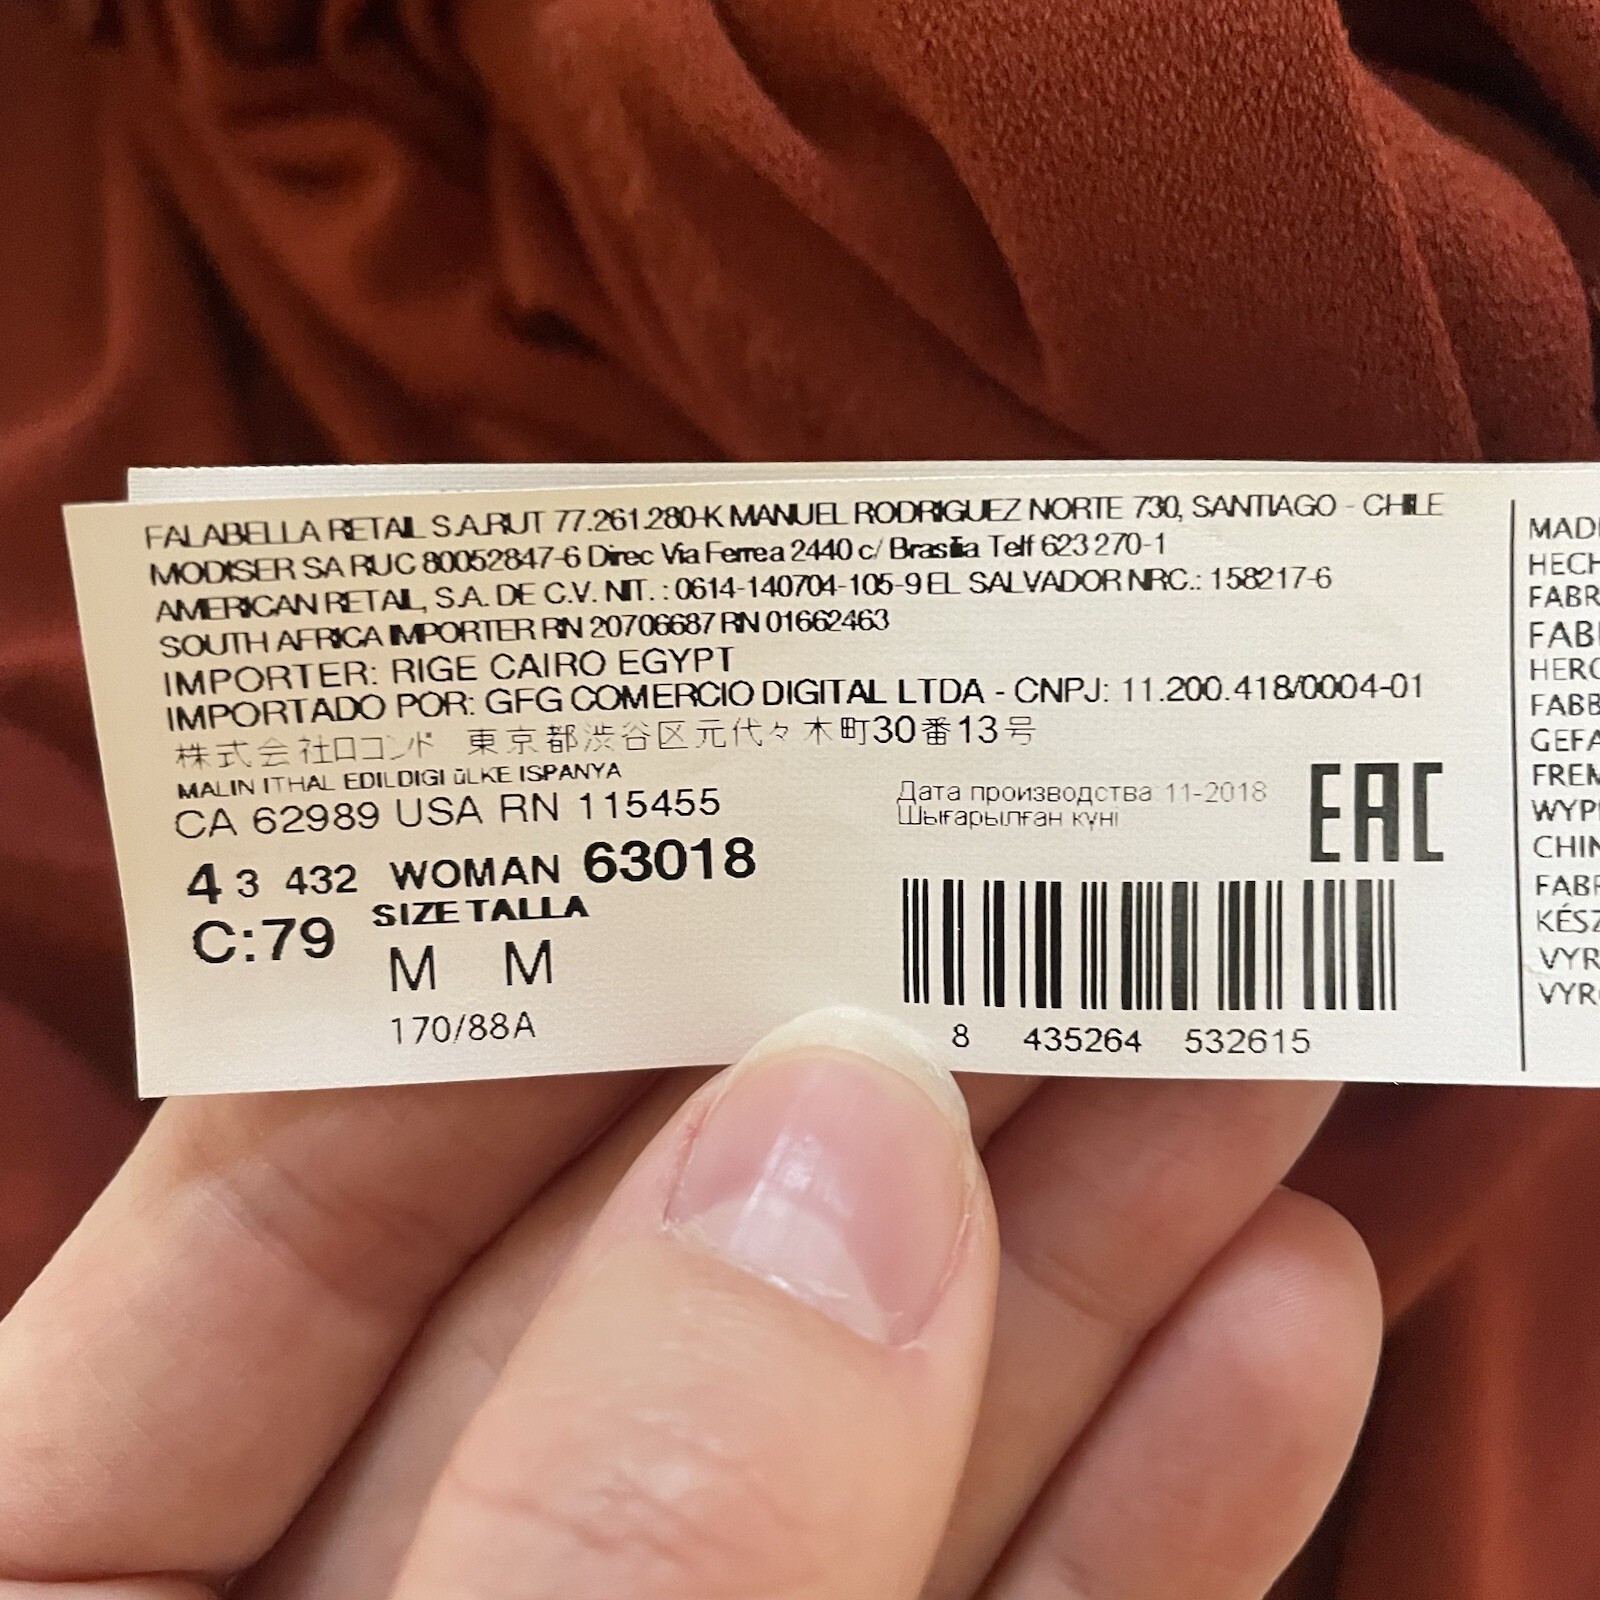 FALABELLA RETAIL S.A.RUT 77.261.280-K MANUEL RODRIGUEZ NORTE 730, SANTIAGO - CHILE
MODISER SA RUC 80052847-6 Direc Via Ferrea 2440 c/ Brasilia Telf 623 270-1
AMERICAN RETAIL, S.A. DE C.V. NIT. : 0614-140704-105-9 EL SALVADOR NRC.: 158217-6
SOUTH AFRICA IMPORTER RN 20706687 RN 01662463
IMPORTER: RIGE CAIRO EGYPT
IMPORTADO POR: GFG COMERCIO DIGITAL LTDA - CNPJ: 11.200.418/0004-01
株式会社ロコンド 東京都渋谷区元代々木町30番13号
MALIN ITHAL EDILDIGI üLKE ISPANYA
CA 62989 USA RN 115455
Дата производства 11-2018
Шығарылған күні
EAC
4 3 432 WOMAN 63018
C:79 SIZE TALLA
M M
170/88A
8 435264 532615
MADE
HECH
FABR
HERG
FABB
GEFA
FREM
WYPR
CHIN
FABR
KÉSZ
VYR
VYRO